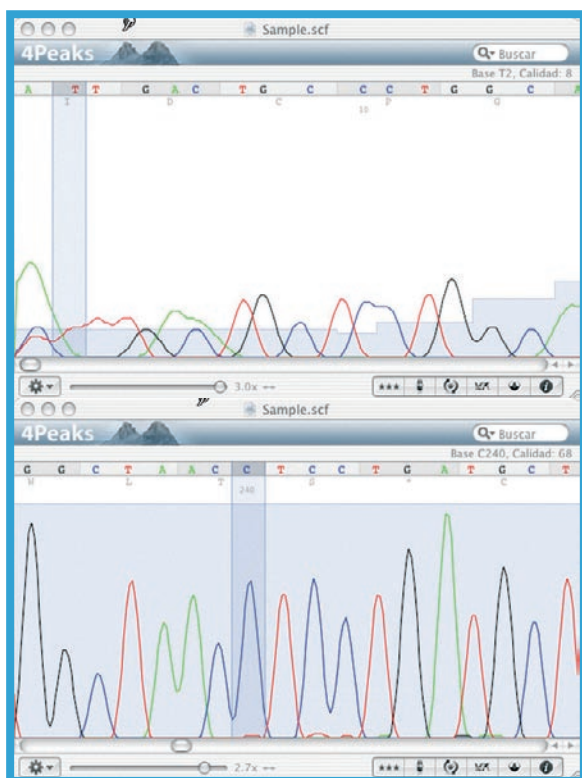 Sample.scf
4Peaks
Buscar
Base T2, Calidad: 8
A T T G A C T G C C C T G G C A
I D C P G
10
3.0x
Sample.scf
4Peaks
Buscar
Base C240, Calidad: 68
G G C T A A C C T C C T G A T G C T
W L T S * C
240
2.7x